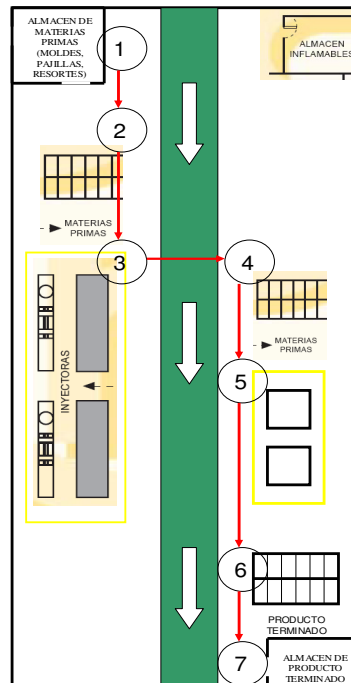 ALMACEN DE
MATERIAS
PRIMAS
(MOLDES,
PAJILLAS,
RESORTES)
1
ALMACEN
INFLAMABLES
2
MATERIAS
PRIMAS
3
4
INYECTORAS
MATERIAS
PRIMAS
5
6
PRODUCTO
TERMINADO
7
ALMACEN DE
PRODUCTO
TERMINADO